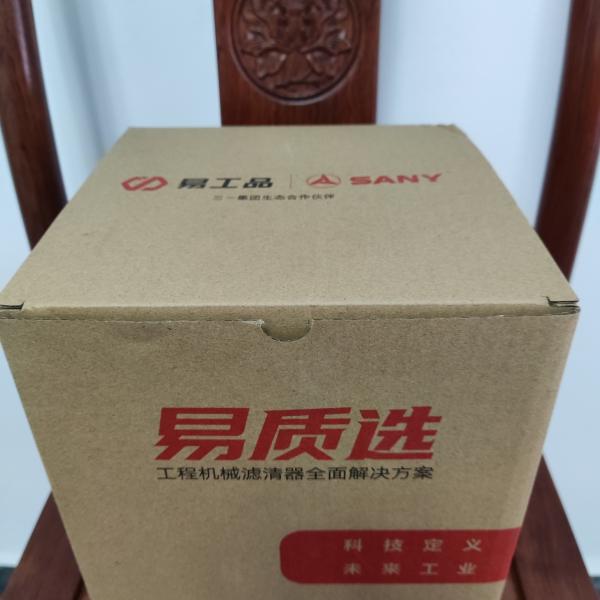 易工品 SANY
三一集团生态合作伙伴
易质选
工程机械滤清器全面解决方案
科技定义
未来工业